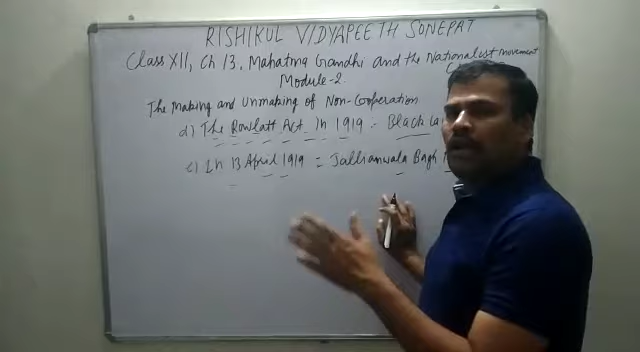 RISHIKUL VIDYAPEETH SONEPAT
Class XII, Ch 13, Mahatma Gandhi and the Nationalist Movement
Module-2.
The Making and Unmaking of Non-Cooperation
d) The Rowlatt Act In 1919 :- Black
e) In 13 April 1919 = Jallianwala Bagh